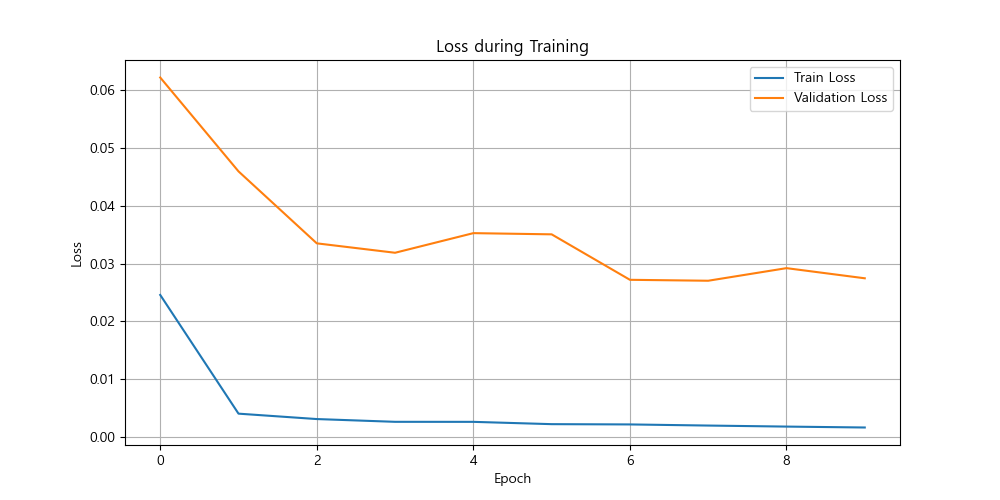 Loss during Training
Train Loss
Validation Loss
0.06
0.05
0.04
0.03
0.02
0.01
0.00
Loss
0 2 4 6 8
Epoch